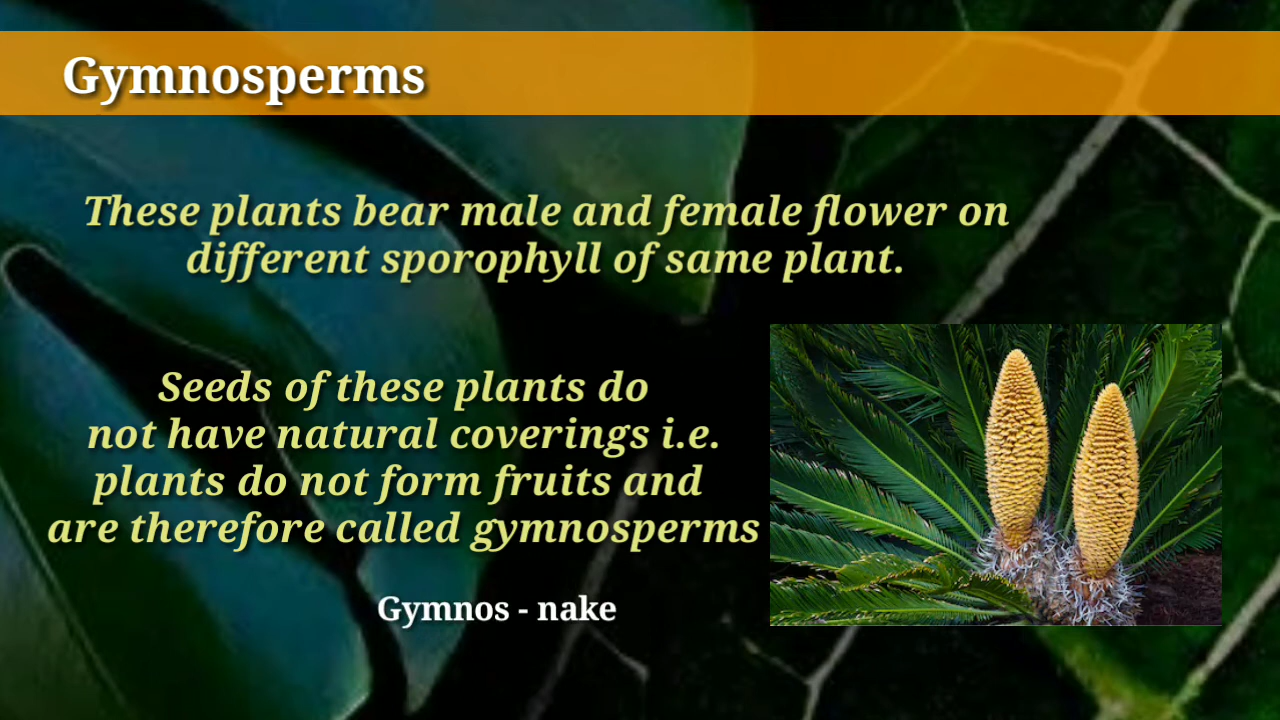 Gymnosperms
These plants bear male and female flower on
different sporophyll of same plant.
Seeds of these plants do
not have natural coverings i.e.
plants do not form fruits and
are therefore called gymnosperms
Gymnos - nake